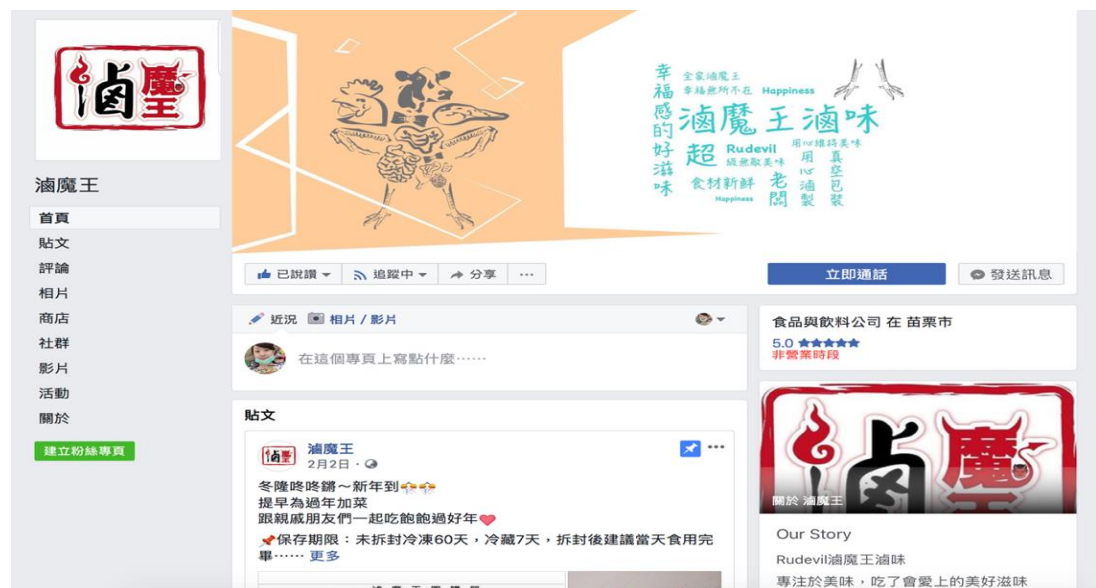 滷魔王
滷魔王
首頁
貼文
評論
相片
商店
社群
影片
活動
關於
建立粉絲專頁
幸福感的好滋味
全家滷魔王
幸福無所不在 Happiness
滷魔王滷味
超 Rudevil
級無敵美味
用心維持美味
食材新鮮
Happiness
老闆
用心滷製
真空包裝
已說讚
追蹤中
分享
立即通話
發送訊息
近況 相片 / 影片
在這個專頁上寫點什麼⋯⋯
貼文
滷魔王
2月2日
冬隆咚咚鏘～新年到
提早為過年加菜
跟親戚朋友們一起吃飽飽過好年
保存期限：未拆封冷凍60天，冷藏7天，拆封後建議當天食用完
畢⋯⋯ 更多
食品與飲料公司 在 苗栗市
5.0 ★★★★★
非營業時段
滷魔王
關於 滷魔王
Our Story
Rudevil滷魔王滷味
專注於美味，吃了會愛上的美好滋味